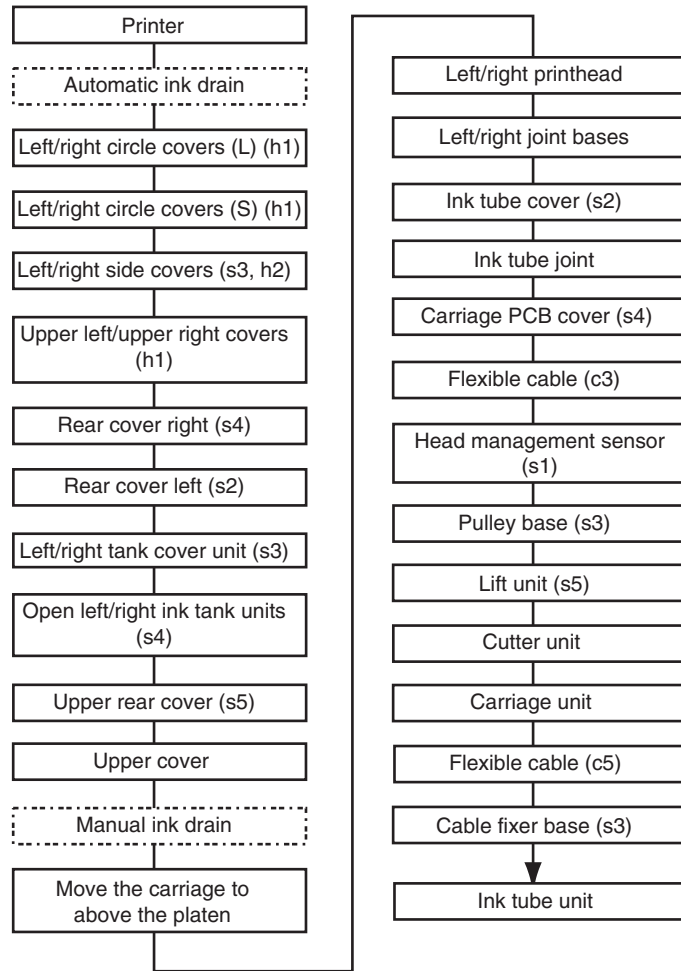 Printer
Automatic ink drain
Left/right circle covers (L) (h1)
Left/right circle covers (S) (h1)
Left/right side covers (s3, h2)
Upper left/upper right covers
(h1)
Rear cover right (s4)
Rear cover left (s2)
Left/right tank cover unit (s3)
Open left/right ink tank units
(s4)
Upper rear cover (s5)
Upper cover
Manual ink drain
Move the carriage to
above the platen
Left/right printhead
Left/right joint bases
Ink tube cover (s2)
Ink tube joint
Carriage PCB cover (s4)
Flexible cable (c3)
Head management sensor
(s1)
Pulley base (s3)
Lift unit (s5)
Cutter unit
Carriage unit
Flexible cable (c5)
Cable fixer base (s3)
Ink tube unit